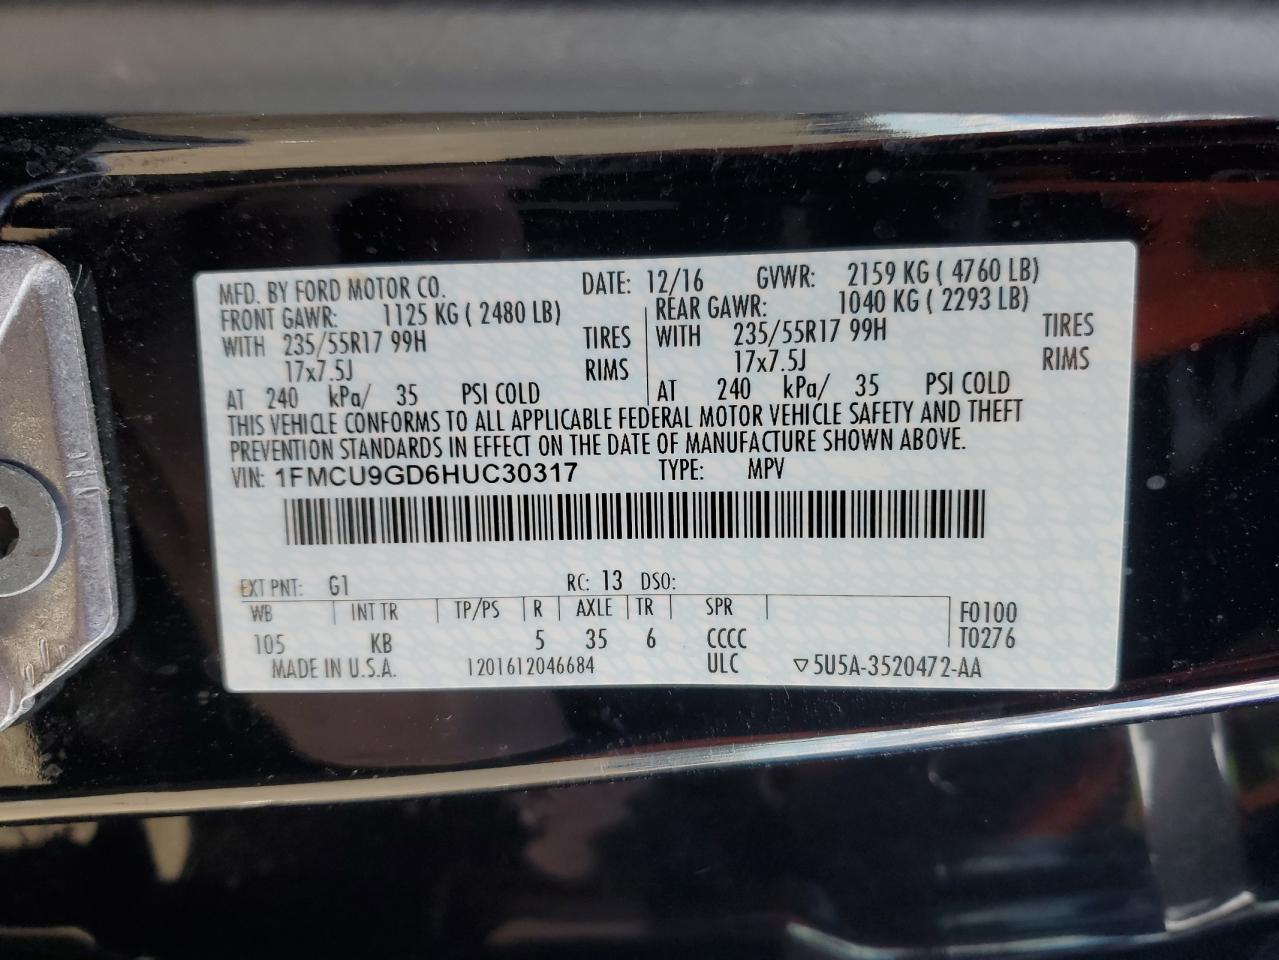 MFD. BY FORD MOTOR CO. DATE: 12/16 GVWR: 2159 KG ( 4760 LB)
FRONT GAWR: 1125 KG ( 2480 LB) REAR GAWR: 1040 KG ( 2293 LB)
WITH 235/55R17 99H TIRES WITH 235/55R17 99H TIRES
17x7.5J RIMS 17x7.5J RIMS
AT 240 kPa/ 35 PSI COLD AT 240 kPa/ 35 PSI COLD
THIS VEHICLE CONFORMS TO ALL APPLICABLE FEDERAL MOTOR VEHICLE SAFETY AND THEFT
PREVENTION STANDARDS IN EFFECT ON THE DATE OF MANUFACTURE SHOWN ABOVE.
VIN: 1FMCU9GD6HUC30317 TYPE: MPV
EXT PNT: G1 RC: 13 DSO:
WB INT TR TP/PS R AXLE TR SPR F0100
105 KB 5 35 6 CCCC T0276
MADE IN U.S.A. 1201612046684 ULC ▽5U5A-3520472-AA